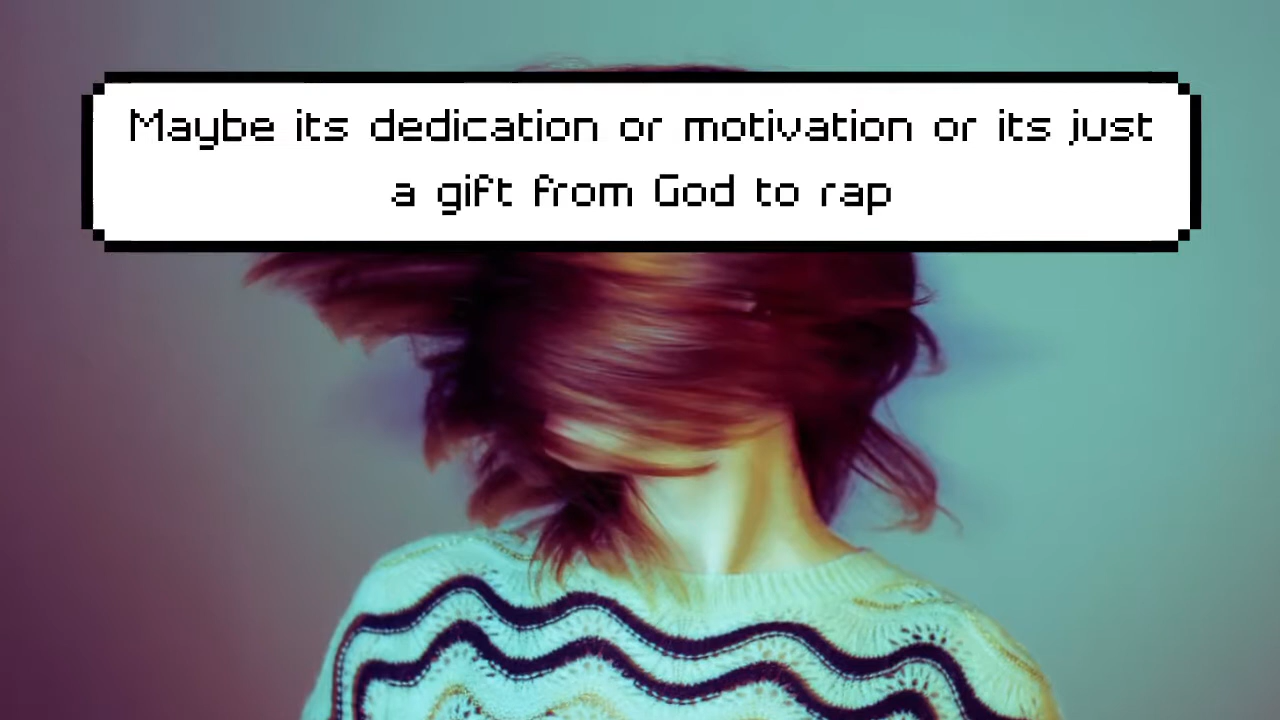 Maybe its dedication or motivation or its just
a gift from God to rap